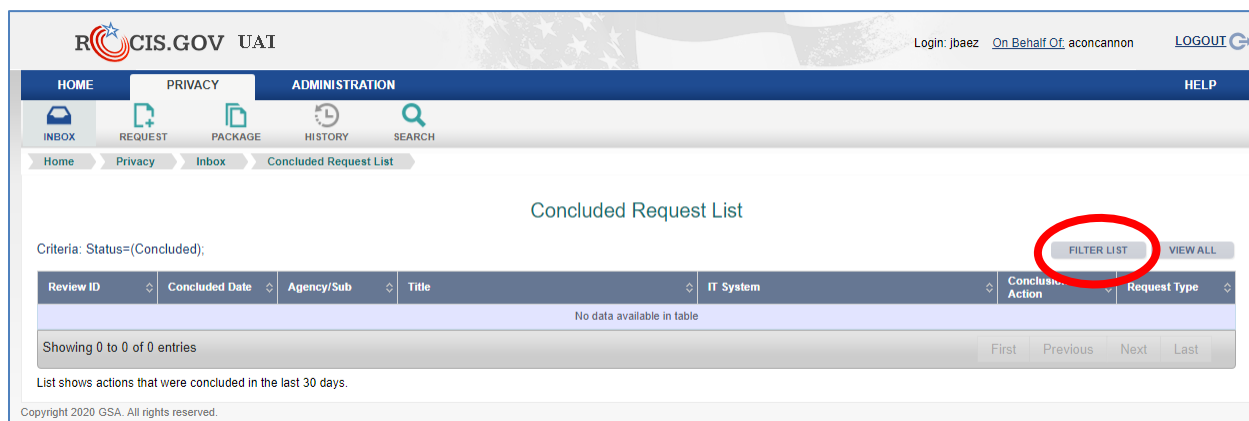 ROCIS.GOV UAI
Login: jbaez On Behalf Of: aconcannon LOGOUT
HOME PRIVACY ADMINISTRATION HELP
INBOX REQUEST PACKAGE HISTORY SEARCH
Home Privacy Inbox Concluded Request List
Concluded Request List
Criteria: Status=(Concluded); FILTER LIST VIEW ALL
Review ID Concluded Date Agency/Sub Title IT System Conclusion Action Request Type
No data available in table
Showing 0 to 0 of 0 entries First Previous Next Last
List shows actions that were concluded in the last 30 days.
Copyright 2020 GSA. All rights reserved.